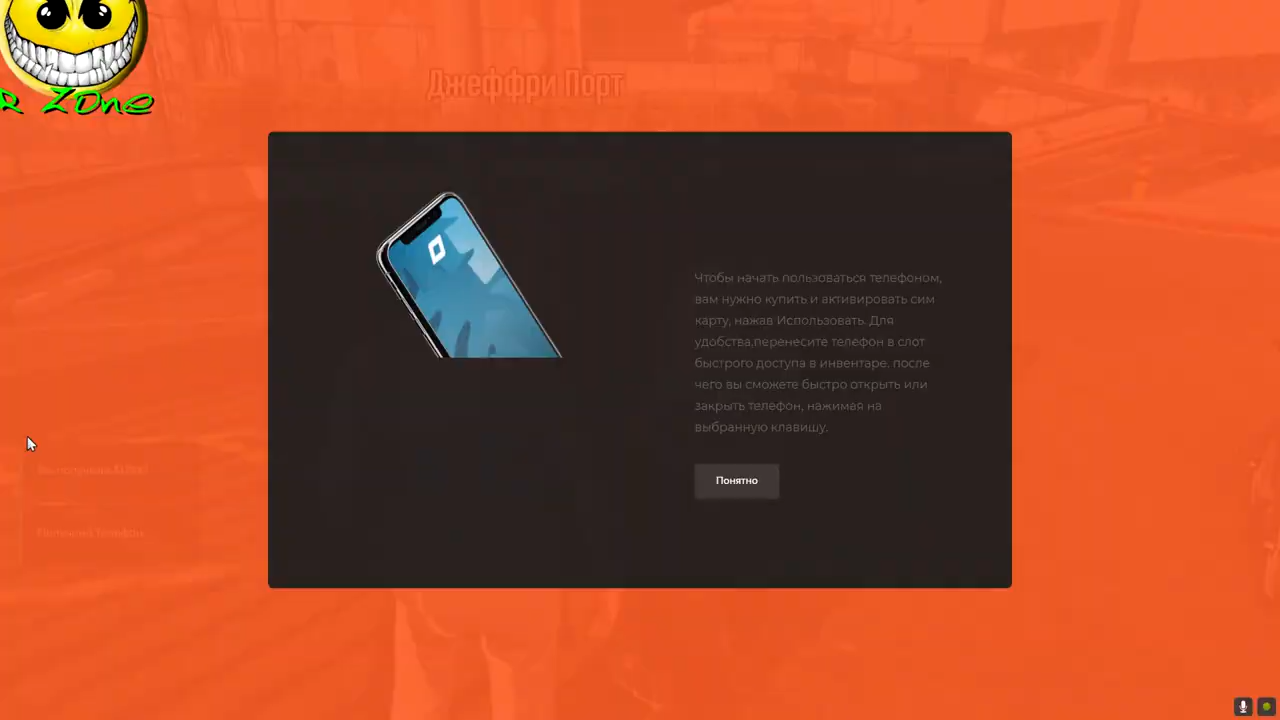 R ZOne
Джеффри Порт
Чтобы начать пользоваться телефоном,
вам нужно купить и активировать сим
карту, нажав Использовать. Для
удобства,перенесите телефон в слот
быстрого доступа в инвентаре. после
чего вы сможете быстро открыть или
закрыть телефон, нажимая на
выбранную клавишу.
Понятно